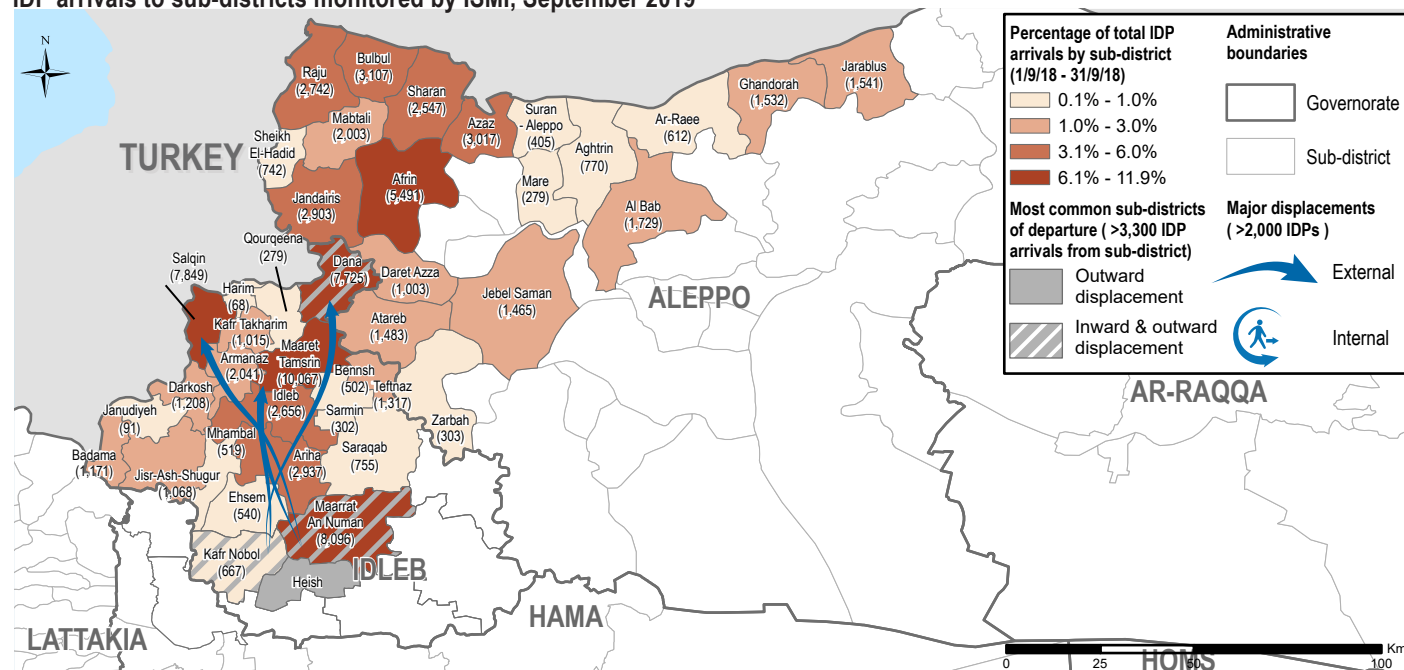 IDP arrivals to sub-districts monitored by ISMI, September 2019
N
Percentage of total IDP
arrivals by sub-district
(1/9/18 - 31/9/18)
0.1% - 1.0%
1.0% - 3.0%
3.1% - 6.0%
6.1% - 11.9%
Most common sub-districts
of departure ( >3,300 IDP
arrivals from sub-district)
Outward
displacement
Inward & outward
displacement
Administrative
boundaries
Governorate
Sub-district
Major displacements
( >2,000 IDPs )
External
Internal
TURKEY
ALEPPO
AR-RAQQA
IDLEB
HAMA
LATTAKIA
HOMS
Raju
(2,742)
Bulbul
(3,107)
Sharan
(2,547)
Mabtali
(2,003)
Sheikh
El-Hadid
(742)
Azaz
(3,017)
Suran
- Aleppo
(405)
Aghtrin
(770)
Ar-Raee
(612)
Ghandorah
(1,532)
Jarablus
(1,541)
Mare
(279)
Afrin
(5,491)
Jandairis
(2,903)
Al Bab
(1,729)
Qourqeena
(279)
Salqin
(7,849)
Dana
(7,725)
Daret Azza
(1,003)
Harim
(68)
Jebel Saman
(1,465)
Kafr Takharim
(1,015)
Atareb
(1,483)
Maaret
Tamsrin
(10,067)
Armanaz
(2,041)
Bennsh
(502)
Teftnaz
(1,317)
Darkosh
(1,208)
Idleb
(2,656)
Janudiyeh
(91)
Sarmin
(302)
Zarbah
(303)
Mhambal
(519)
Saraqab
(755)
Badama
(1,171)
Jisr-Ash-Shugur
(1,068)
Ariha
(2,937)
Ehsem
(540)
Maarrat
An Numan
(8,096)
Kafr Nobol
(667)
Heish
Km
0 25 50 100